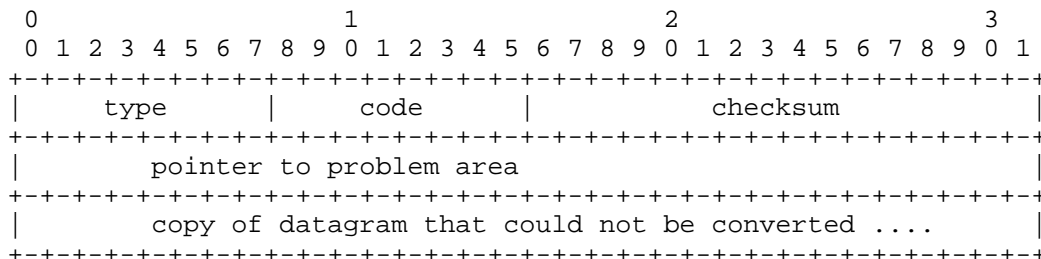 0                   1                   2                   3
0 1 2 3 4 5 6 7 8 9 0 1 2 3 4 5 6 7 8 9 0 1 2 3 4 5 6 7 8 9 0 1
+-+-+-+-+-+-+-+-+-+-+-+-+-+-+-+-+-+-+-+-+-+-+-+-+-+-+-+-+-+-+-+-+
|     type      |     code      |           checksum            |
+-+-+-+-+-+-+-+-+-+-+-+-+-+-+-+-+-+-+-+-+-+-+-+-+-+-+-+-+-+-+-+-+
|        pointer to problem area                                |
+-+-+-+-+-+-+-+-+-+-+-+-+-+-+-+-+-+-+-+-+-+-+-+-+-+-+-+-+-+-+-+-+
|        copy of datagram that could not be converted ....      |
+-+-+-+-+-+-+-+-+-+-+-+-+-+-+-+-+-+-+-+-+-+-+-+-+-+-+-+-+-+-+-+-+